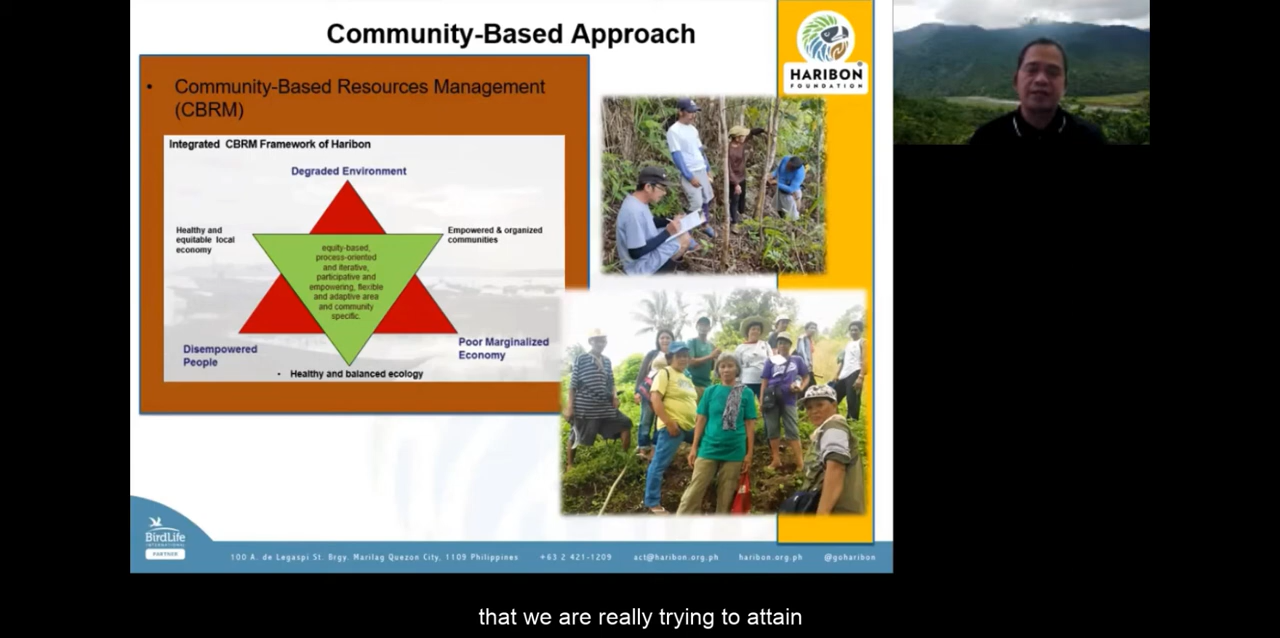 Community-Based Approach
• Community-Based Resources Management
(CBRM)
Integrated CBRM Framework of Haribon
Degraded Environment
Healthy and
equitable local
economy
Empowered & organized
communities
equity-based,
process-oriented
and iterative,
participative and
empowering, flexible
and adaptive area
and community
specific.
Disempowered
People
Poor Marginalized
Economy
• Healthy and balanced ecology
HARIBON
FOUNDATION
BirdLife
INTERNATIONAL
PARTNER
100 A. de Legaspi St. Brgy. Marilag Quezon City, 1109 Philippines +63 2 421-1209 act@haribon.org.ph haribon.org.ph @goharibon
that we are really trying to attain